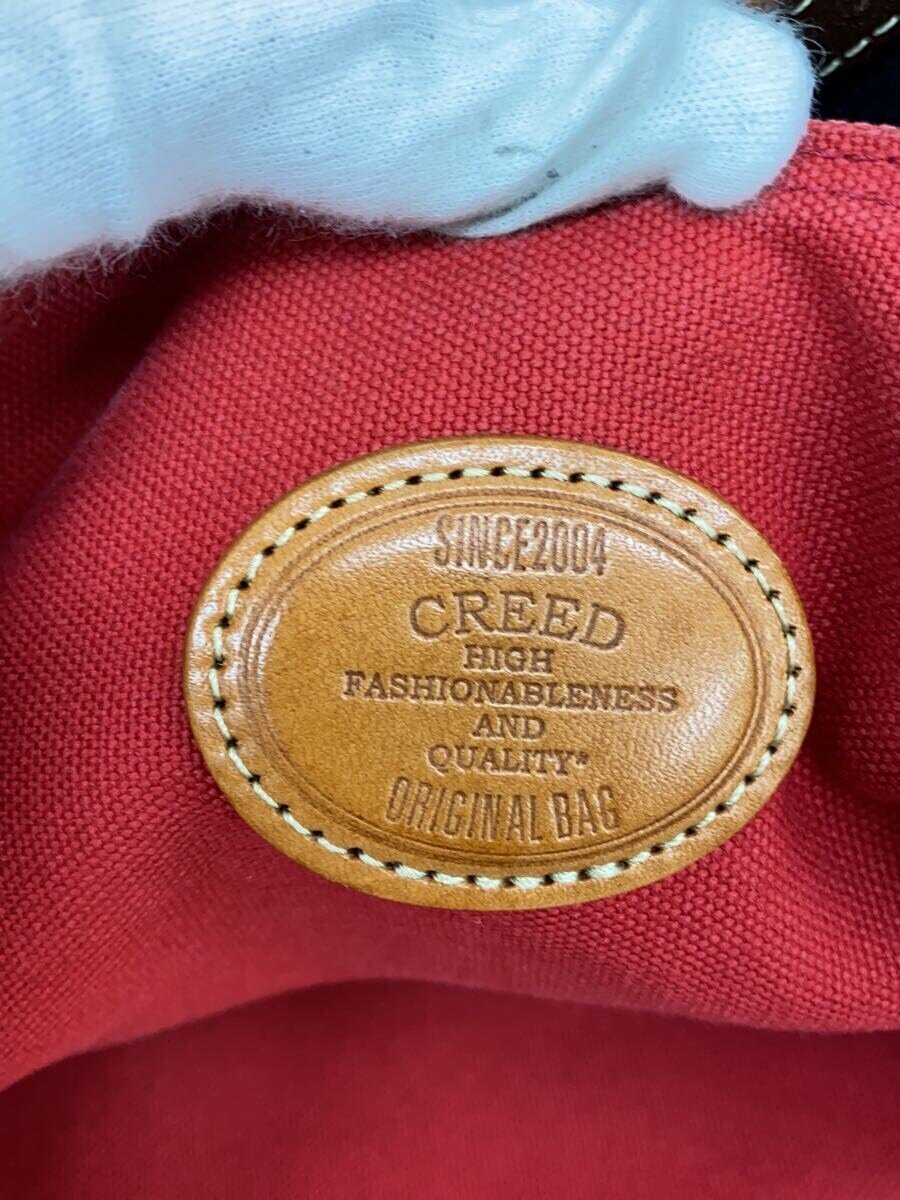 SINCE2004
CREED
HIGH
FASHIONABLENESS
AND
QUALITY*
ORIGINAL BAG